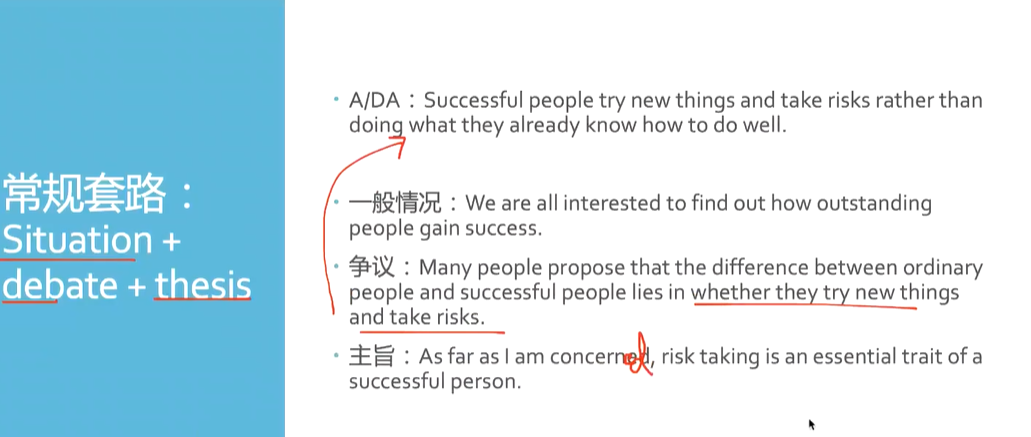 常规套路：
Situation +
debate + thesis
• A/DA：Successful people try new things and take risks rather than
doing what they already know how to do well.
• 一般情况：We are all interested to find out how outstanding
people gain success.
• 争议：Many people propose that the difference between ordinary
people and successful people lies in whether they try new things
and take risks.
• 主旨：As far as I am concerned, risk taking is an essential trait of a
successful person.